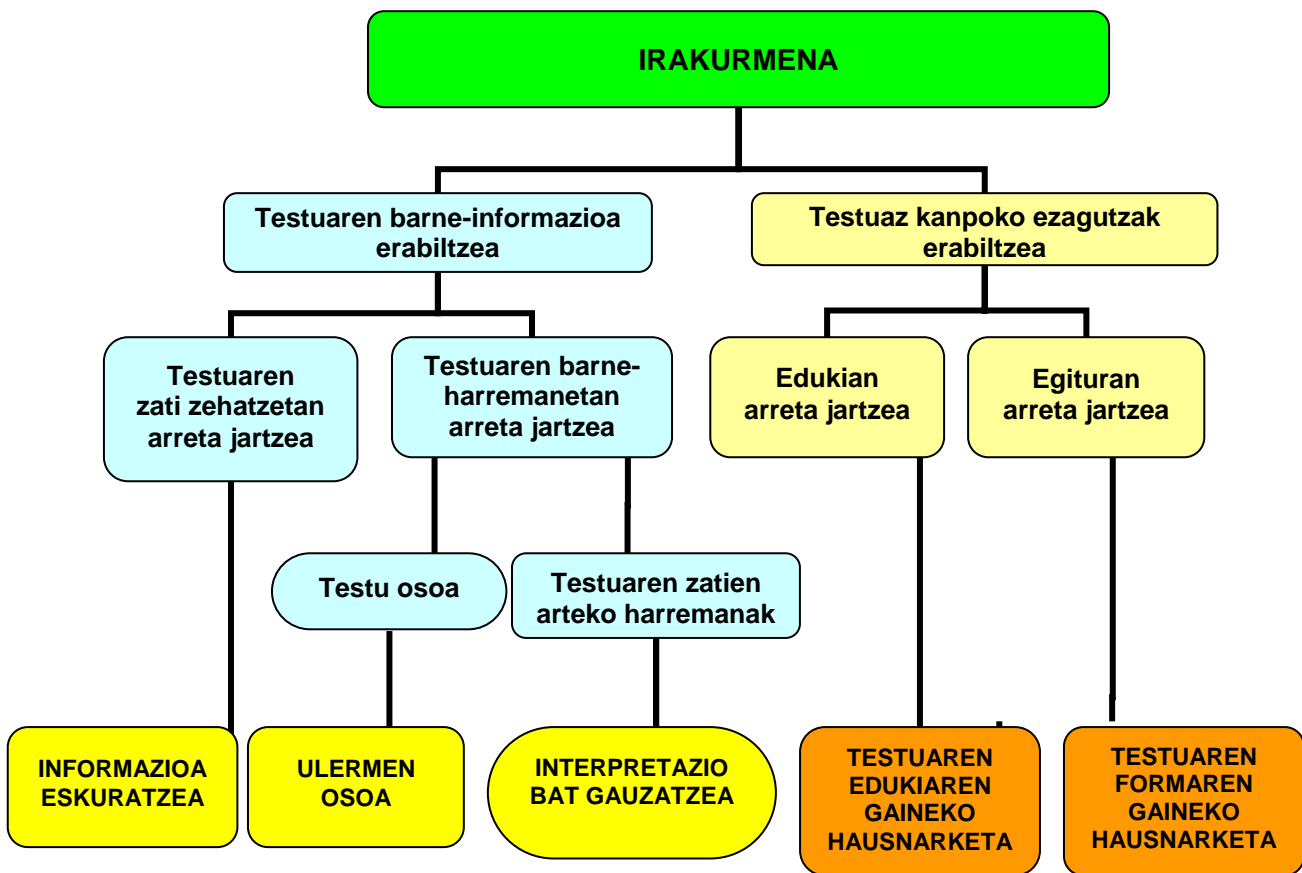 IRAKURMENA
Testuaren barne-informazioa
erabiltzea
Testuaz kanpoko ezagutzak
erabiltzea
Testuaren
zati zehatzetan
arreta jartzea
Testuaren barne-
harremanetan
arreta jartzea
Edukian
arreta jartzea
Egituran
arreta jartzea
Testu osoa
Testuaren zatien
arteko harremanak
INFORMAZIOA
ESKURATZEA
ULERMEN
OSOA
INTERPRETAZIO
BAT GAUZATZEA
TESTUAREN
EDUKIAREN
GAINEKO
HAUSNARKETA
TESTUAREN
FORMAREN
GAINEKO
HAUSNARKETA